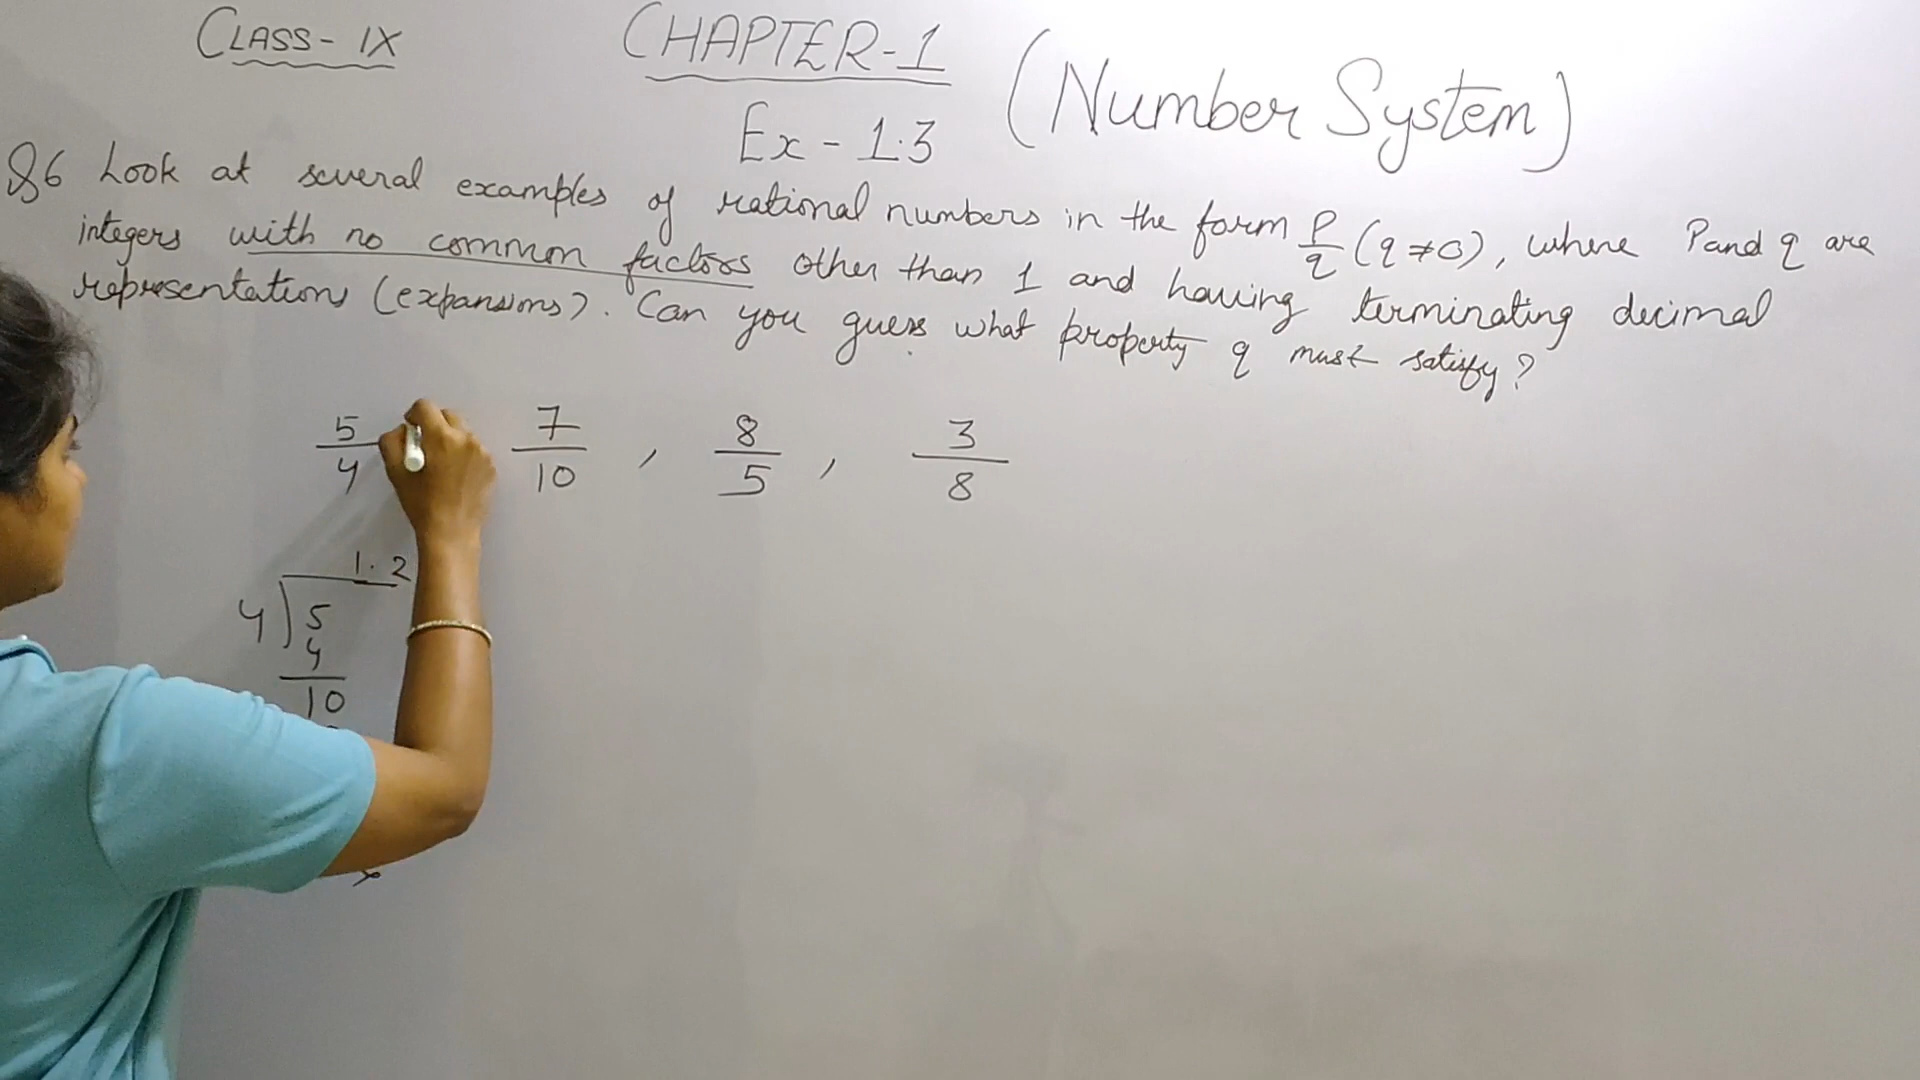 CLASS- IX
CHAPTER-1
(Number System)
Ex - 1.3
Q6 Look at several examples of rational numbers in the form p/q (q ≠ 0), where P and q are
integers with no common factors other than 1 and having terminating decimal
representations (expansions). Can you guess what property q must satisfy?
5/4 7/10 , 8/5 , 3/8
1.2
4)5
4
10